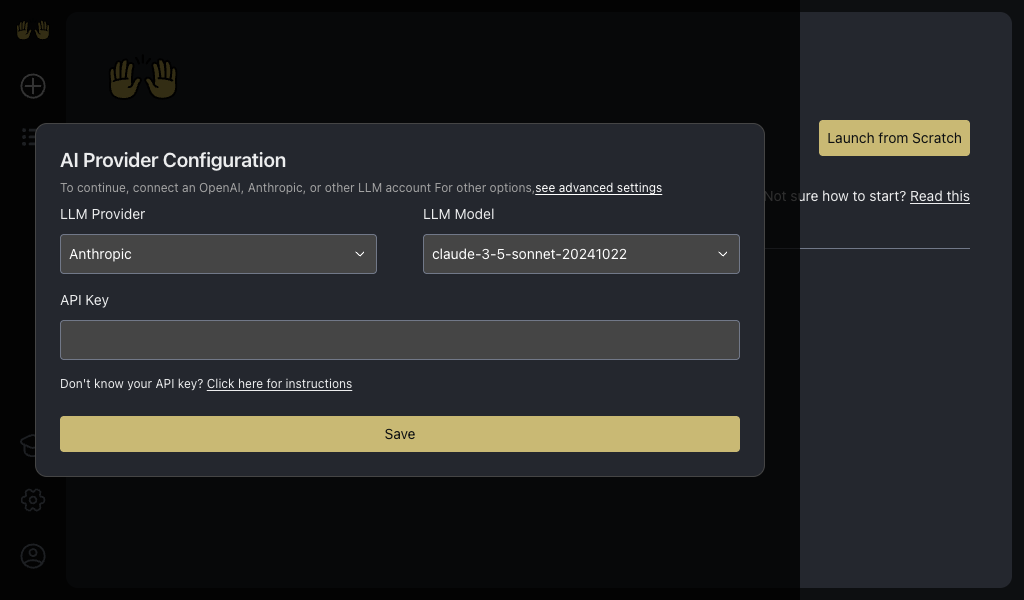 Launch from Scratch
AI Provider Configuration
To continue, connect an OpenAI, Anthropic, or other LLM account For other options,see advanced settings
Not sure how to start? Read this
LLM Provider
LLM Model
Anthropic
claude-3-5-sonnet-20241022
API Key
Don't know your API key? Click here for instructions
Save